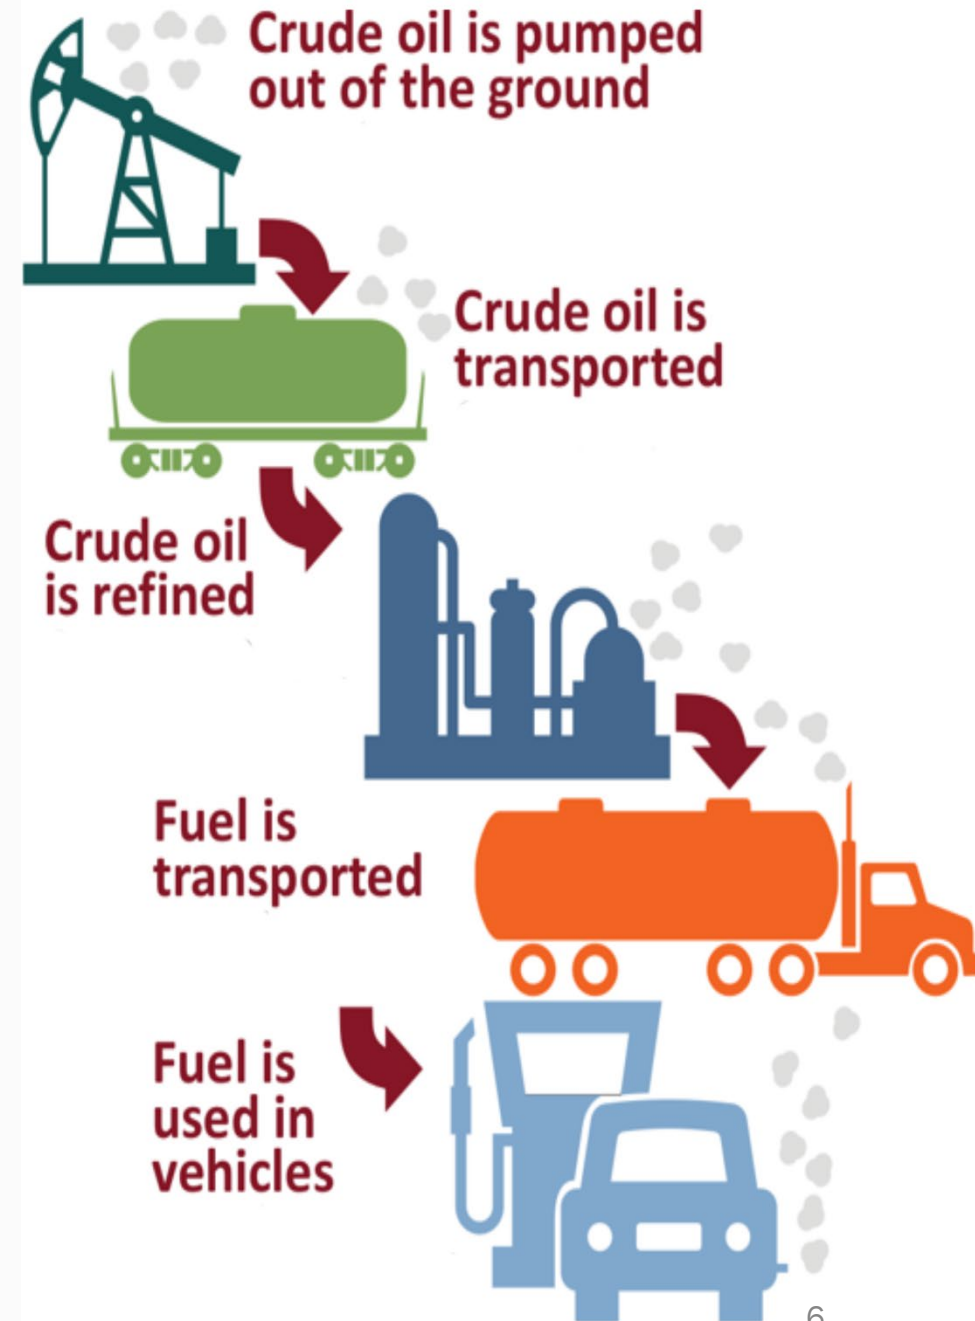 Crude oil is pumped
out of the ground
Crude oil is
transported
Crude oil
is refined
Fuel is
transported
Fuel is
used in
vehicles
6